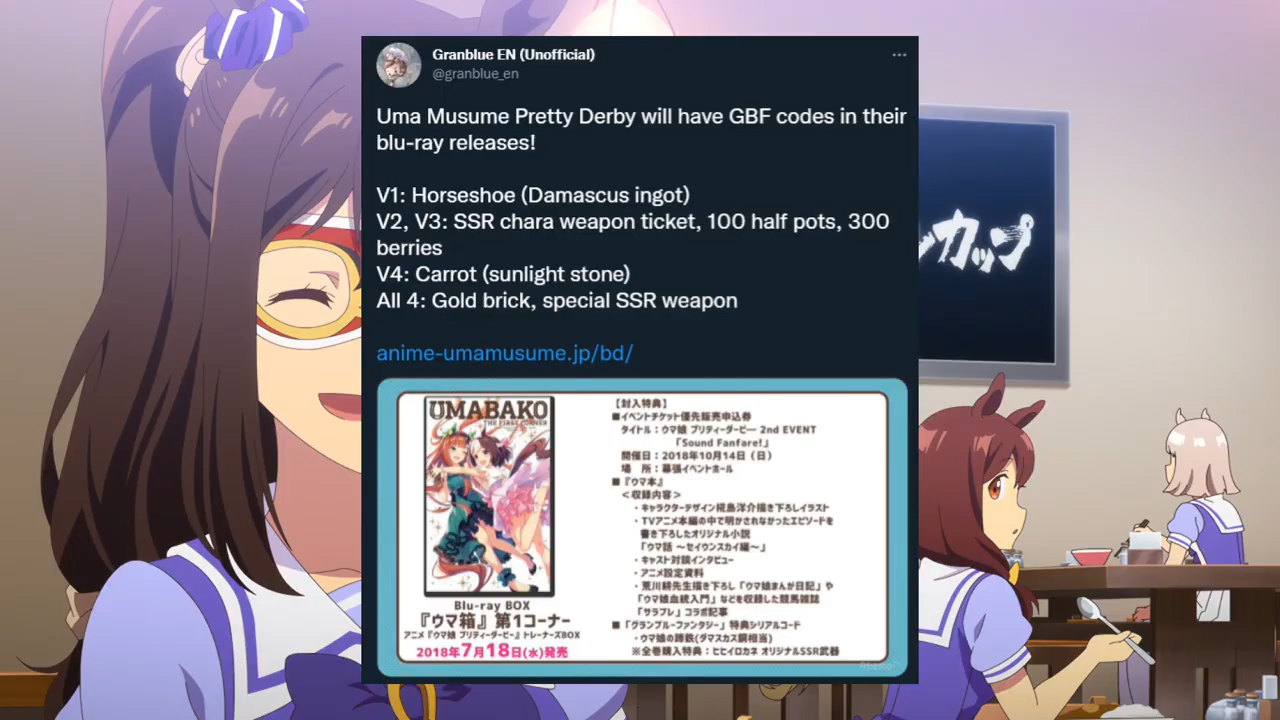 Granblue EN (Unofficial)
@granblue_en
Uma Musume Pretty Derby will have GBF codes in their
blu-ray releases!
V1: Horseshoe (Damascus ingot)
V2, V3: SSR chara weapon ticket, 100 half pots, 300
berries
V4: Carrot (sunlight stone)
All 4: Gold brick, special SSR weapon
anime-umamusume.jp/bd/
UMABAKO
THE FIRST CORNER
Blu-ray BOX
『ウマ箱』第1コーナー
アニメ『ウマ娘 プリティーダービー』トレーナーズBOX
2018年7月18日(水)発売
【封入特典】
■イベントチケット優先販売申込券
タイトル:ウマ娘 プリティーダービー 2nd EVENT
「Sound Fanfare!」
開催日:2018年10月14日(日)
場 所:幕張イベントホール
■『ウマ本』
<収録内容>
・キャラクターデザイン椛島洋介描き下ろしイラスト
・TVアニメ本編の中で明かされなかったエピソードを
書き下ろしたオリジナル小説
「ウマ話 ~セイウンスカイ編~」
・キャスト対談インタビュー
・アニメ設定資料
・荒川耕先生描き下ろし「ウマ娘まんが日記」や
「ウマ娘血統入門」などを収録した競馬雑誌
「サラブレ」コラボ記事
■「グランブルーファンタジー」特典シリアルコード
・ウマ娘の蹄鉄(ダマスカス鋼相当)
※全巻購入特典:ヒヒイロカネ オリジナルSSR武器
カップ